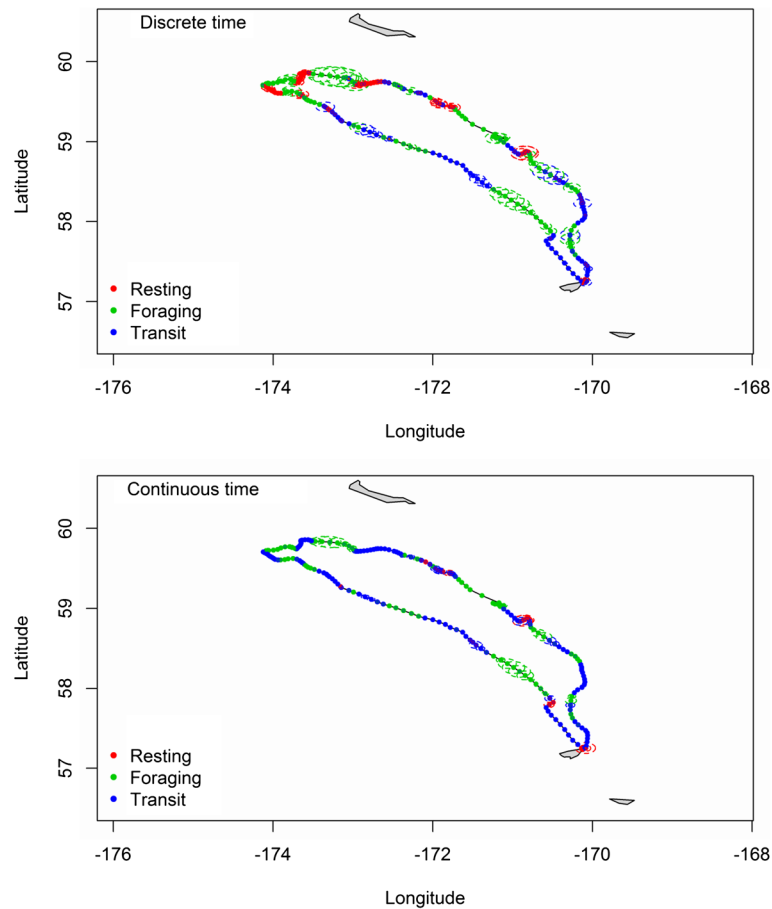 Discrete time
60
59
58
57
Latitude
Resting
Foraging
Transit
-176
-174
-172
-170
-168
Longitude
Continuous time
60
59
58
57
Latitude
Resting
Foraging
Transit
-176
-174
-172
-170
-168
Longitude